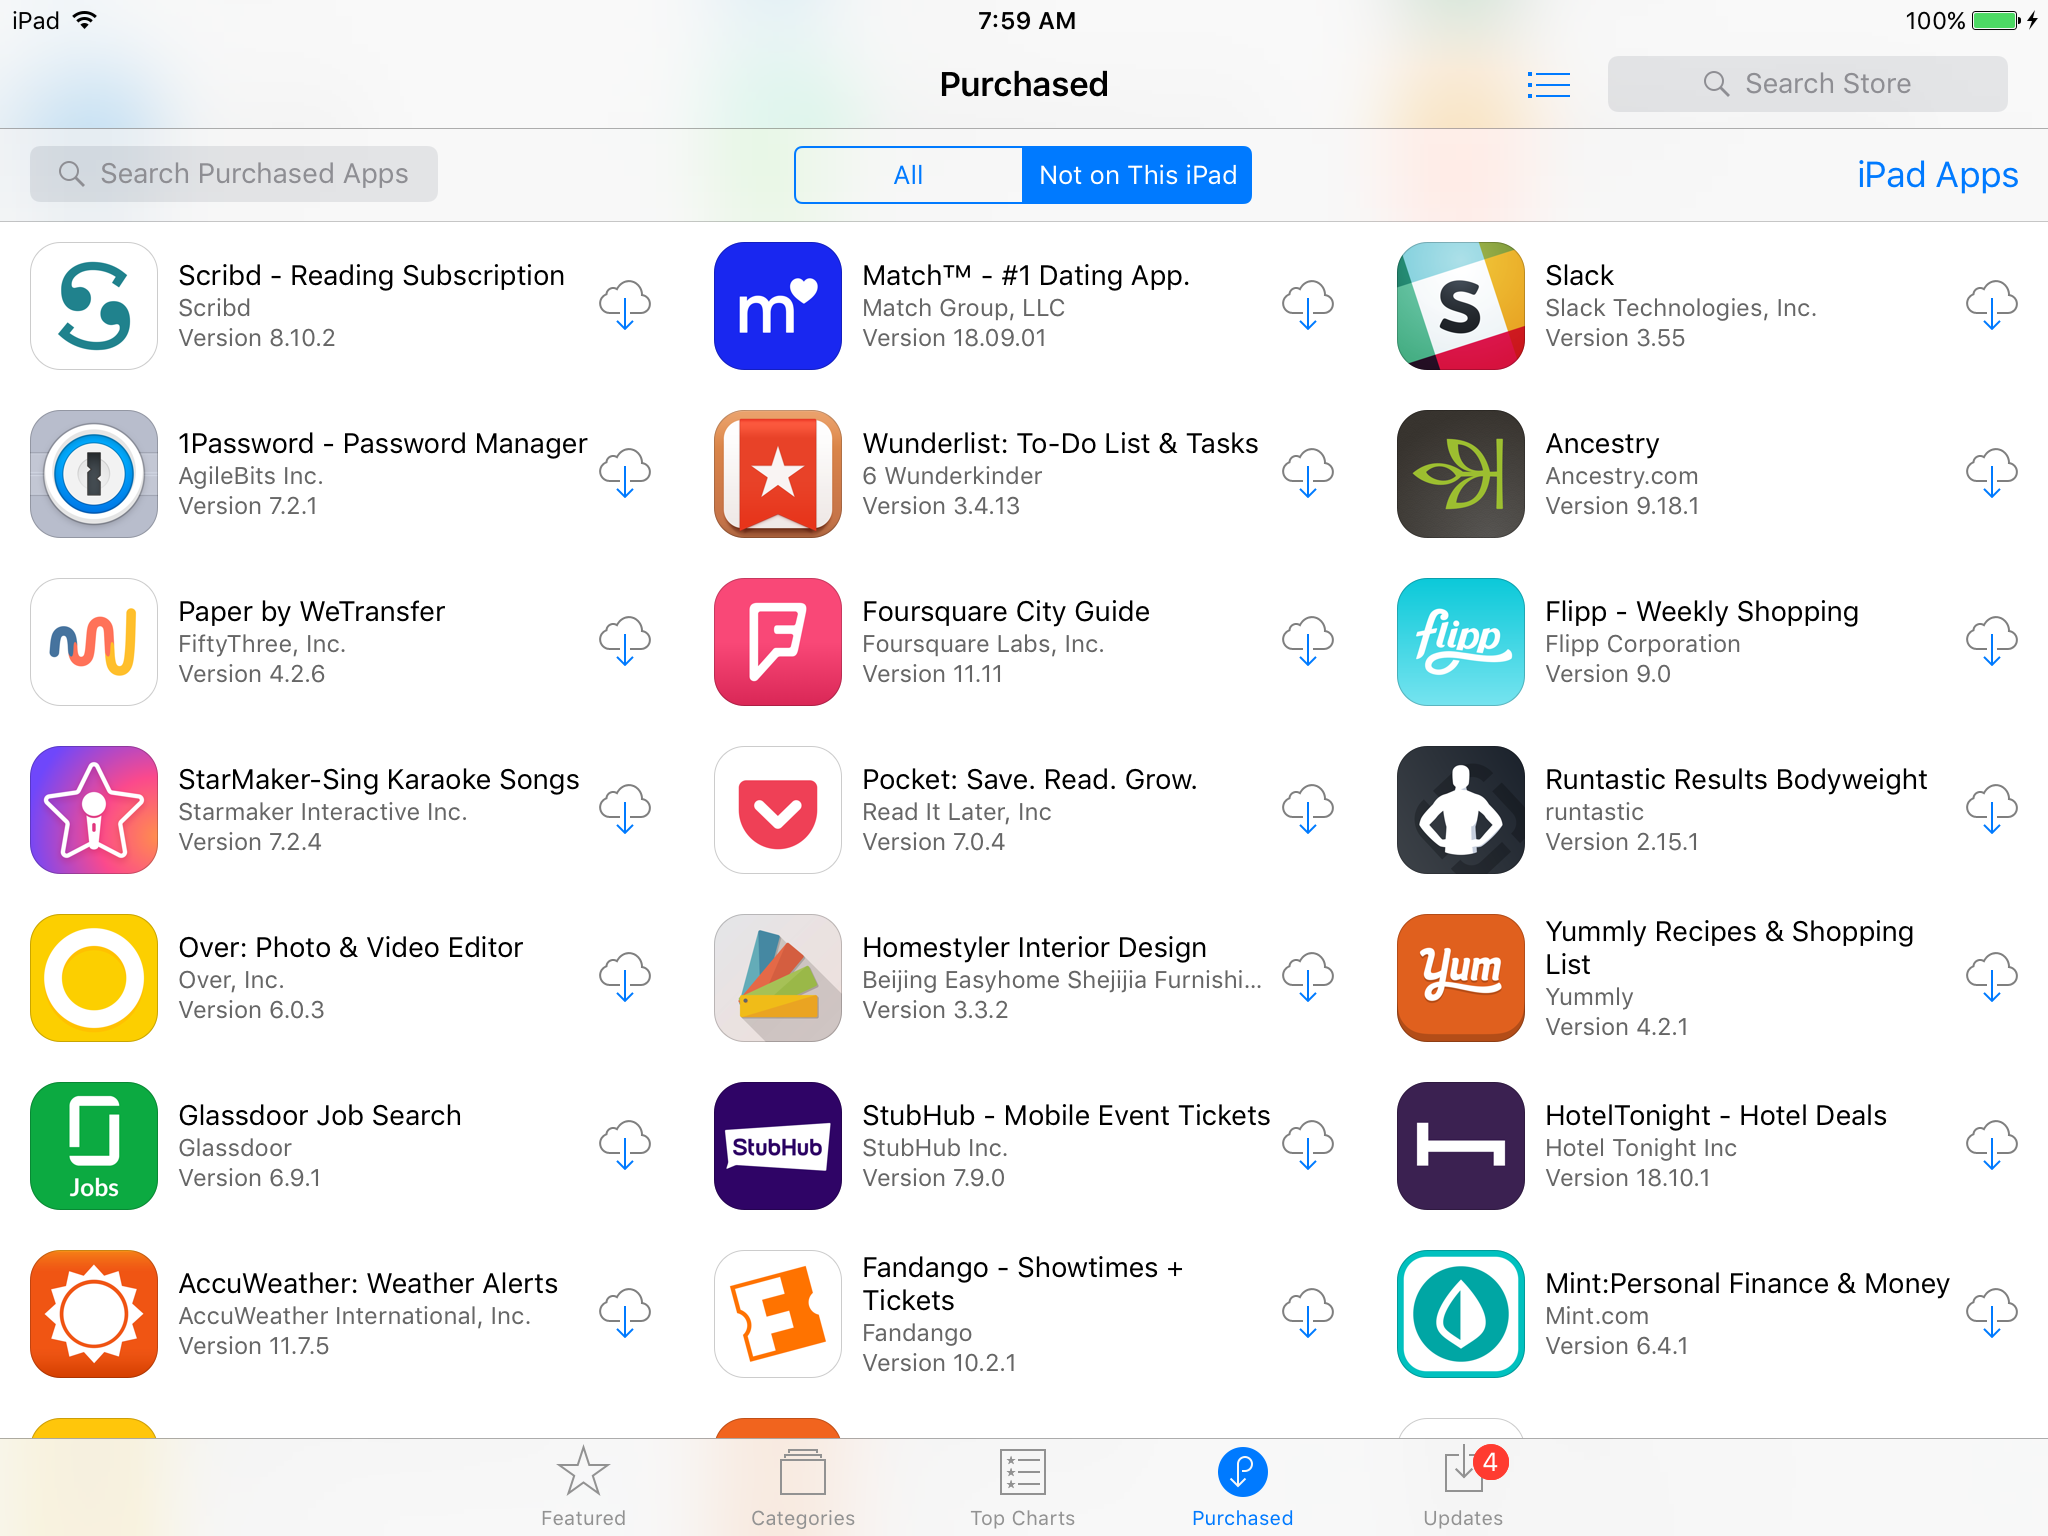 iPad
7:59 AM
100%
Purchased
Search Store
Search Purchased Apps
All
Not on This iPad
iPad Apps
Scribd - Reading Subscription
Scribd
Version 8.10.2
m
Match™ - #1 Dating App.
Match Group, LLC
Version 18.09.01
S
Slack
Slack Technologies, Inc.
Version 3.55
1Password - Password Manager
AgileBits Inc.
Version 7.2.1
Wunderlist: To-Do List & Tasks
6 Wunderkinder
Version 3.4.13
Ancestry
Ancestry.com
Version 9.18.1
Paper by WeTransfer
FiftyThree, Inc.
Version 4.2.6
Foursquare City Guide
Foursquare Labs, Inc.
Version 11.11
flipp
Flipp - Weekly Shopping
Flipp Corporation
Version 9.0
StarMaker-Sing Karaoke Songs
Starmaker Interactive Inc.
Version 7.2.4
Pocket: Save. Read. Grow.
Read It Later, Inc
Version 7.0.4
Runtastic Results Bodyweight
runtastic
Version 2.15.1
Over: Photo & Video Editor
Over, Inc.
Version 6.0.3
Homestyler Interior Design
Beijing Easyhome Shejijia Furnishi...
Version 3.3.2
Yum
Yummly Recipes & Shopping
List
Yummly
Version 4.2.1
Jobs
Glassdoor Job Search
Glassdoor
Version 6.9.1
StubHub
StubHub - Mobile Event Tickets
StubHub Inc.
Version 7.9.0
HotelTonight - Hotel Deals
Hotel Tonight Inc
Version 18.10.1
AccuWeather: Weather Alerts
AccuWeather International, Inc.
Version 11.7.5
F
Fandango - Showtimes +
Tickets
Fandango
Version 10.2.1
Mint:Personal Finance & Money
Mint.com
Version 6.4.1
Featured
Categories
Top Charts
Purchased
4
Updates